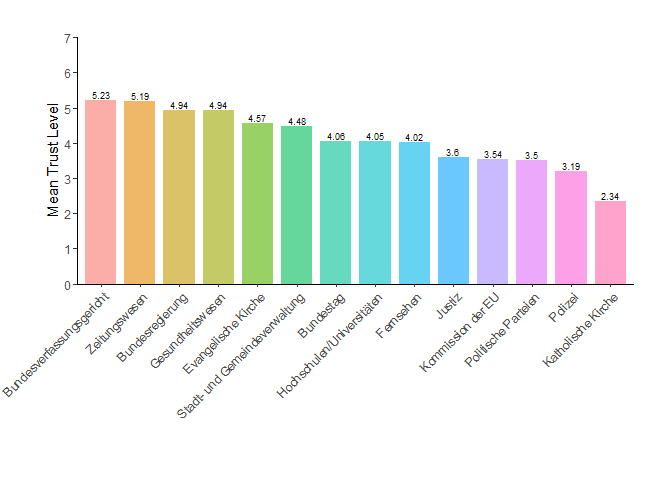 7
6
5
4
3
2
1
0
Mean Trust Level
5.23
5.19
4.94
4.94
4.57
4.48
4.06
4.05
4.02
3.6
3.54
3.5
3.19
2.34
Bundesverfassungsgericht
Zeitungswesen
Bundesregierung
Gesundheitswesen
Evangelische Kirche
Stadt- und Gemeindeverwaltung
Bundestag
Hochschulen/Universitäten
Fernsehen
Justiz
Kommission der EU
Politische Parteien
Polizei
Katholische Kirche